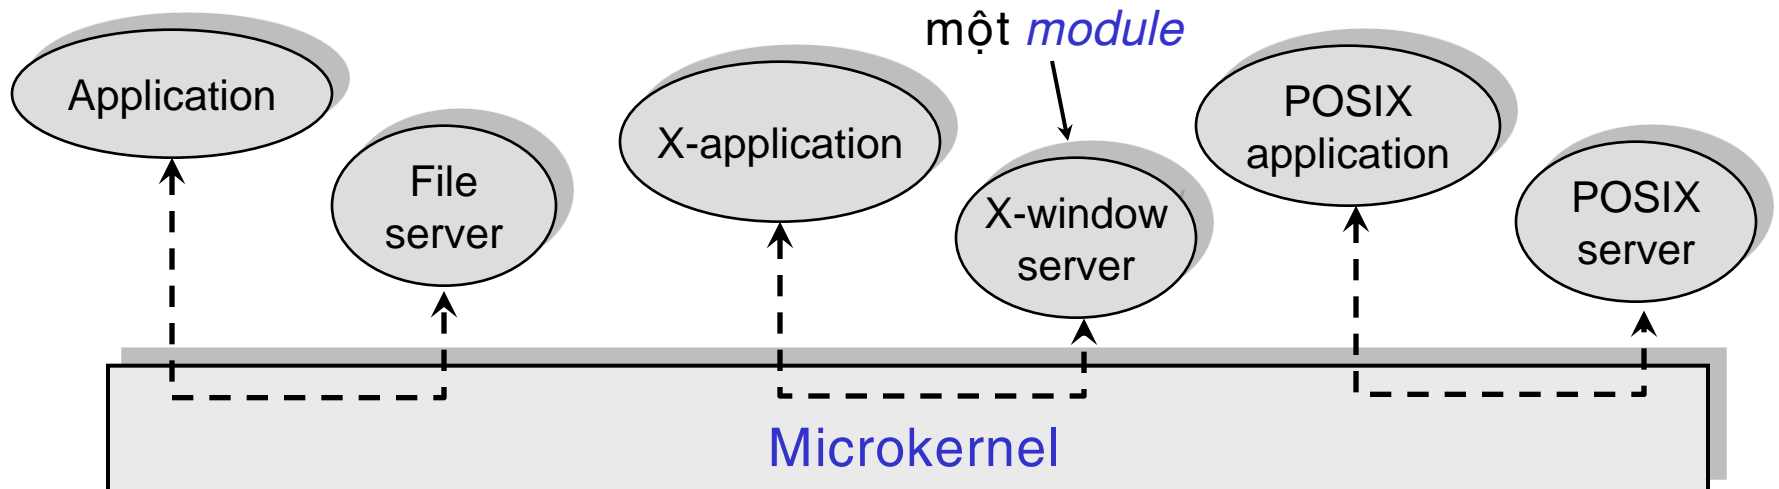 một module
Application
File
server
X-application
X-window
server
POSIX
application
POSIX
server
Microkernel